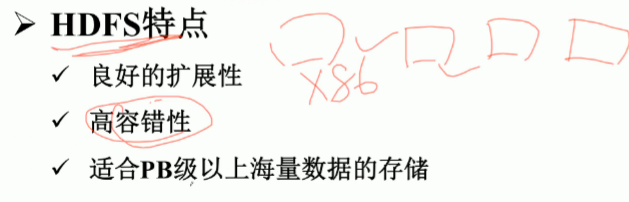 HDFS特点
x86
良好的扩展性
高容错性
适合PB级以上海量数据的存储